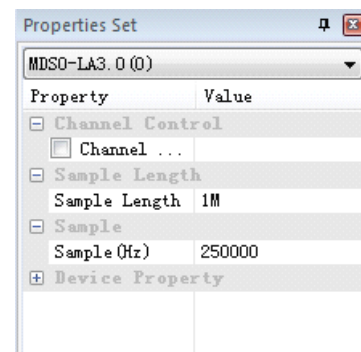 Properties Set
MDSO-LA3.0(0)
Property Value
Channel Control
Channel ...
Sample Length
Sample Length 1M
Sample
Sample(Hz) 250000
Device Property